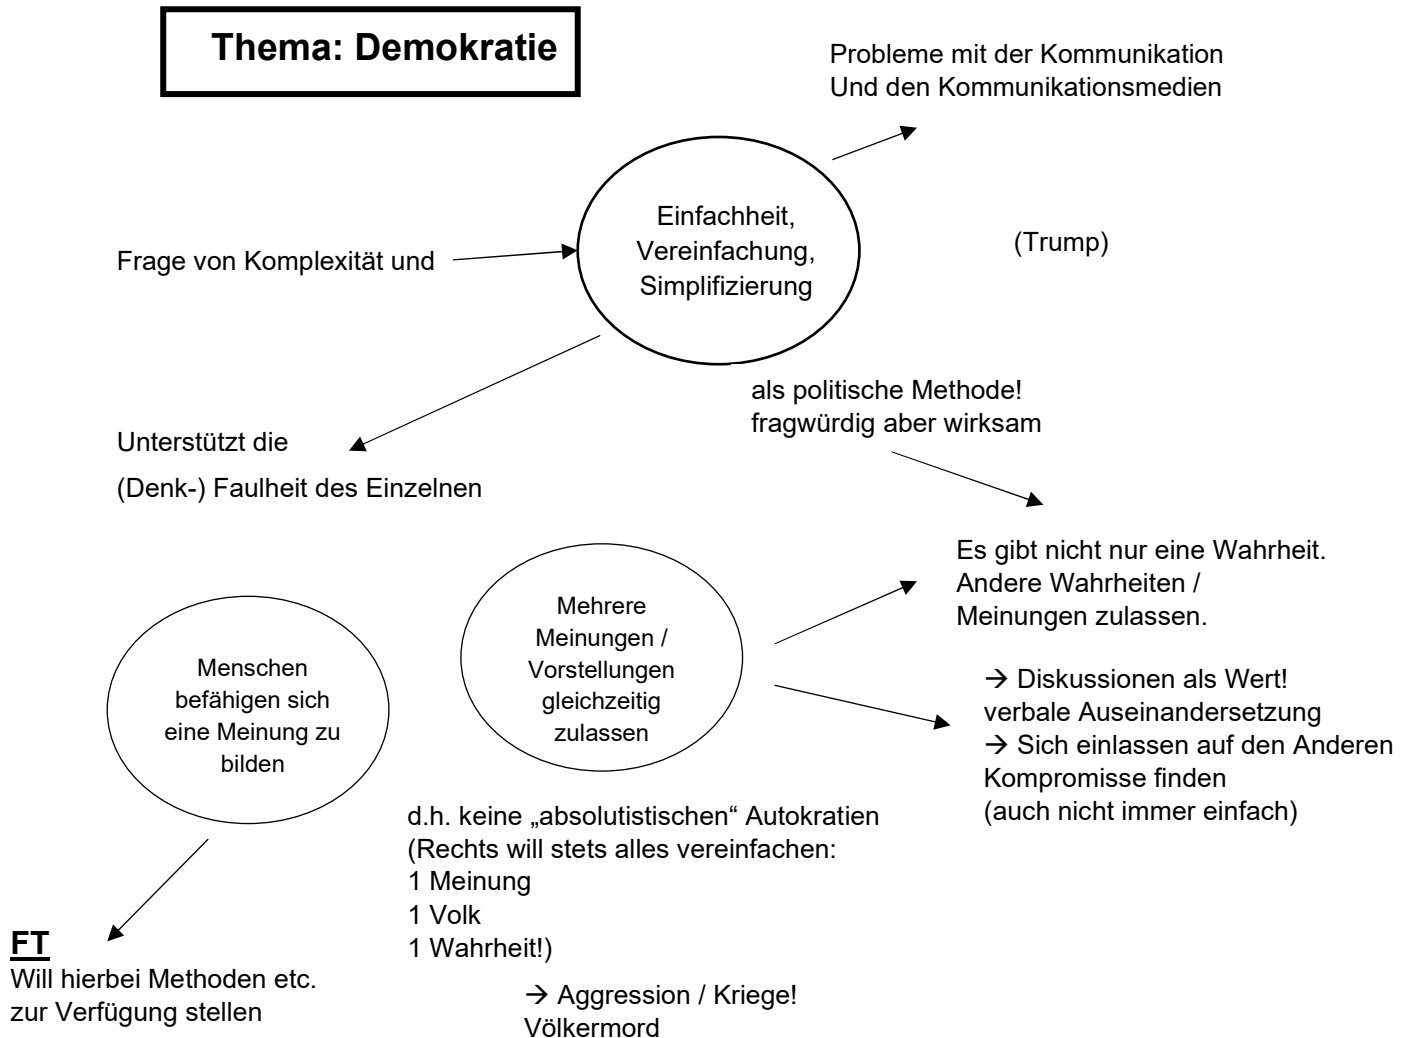 Thema: Demokratie
Probleme mit der Kommunikation
Und den Kommunikationsmedien
Einfachheit,
Vereinfachung,
Simplifizierung
(Trump)
Frage von Komplexität und
als politische Methode!
fragwürdig aber wirksam
Unterstützt die
(Denk-) Faulheit des Einzelnen
Es gibt nicht nur eine Wahrheit.
Andere Wahrheiten /
Meinungen zulassen.
Mehrere
Meinungen /
Vorstellungen
gleichzeitig
zulassen
Menschen
befähigen sich
eine Meinung zu
bilden
→ Diskussionen als Wert!
verbale Auseinandersetzung
→ Sich einlassen auf den Anderen
Kompromisse finden
(auch nicht immer einfach)
d.h. keine „absolutistischen“ Autokratien
(Rechts will stets alles vereinfachen:
1 Meinung
1 Volk
1 Wahrheit!)
FT
Will hierbei Methoden etc.
zur Verfügung stellen
→ Aggression / Kriege!
Völkermord